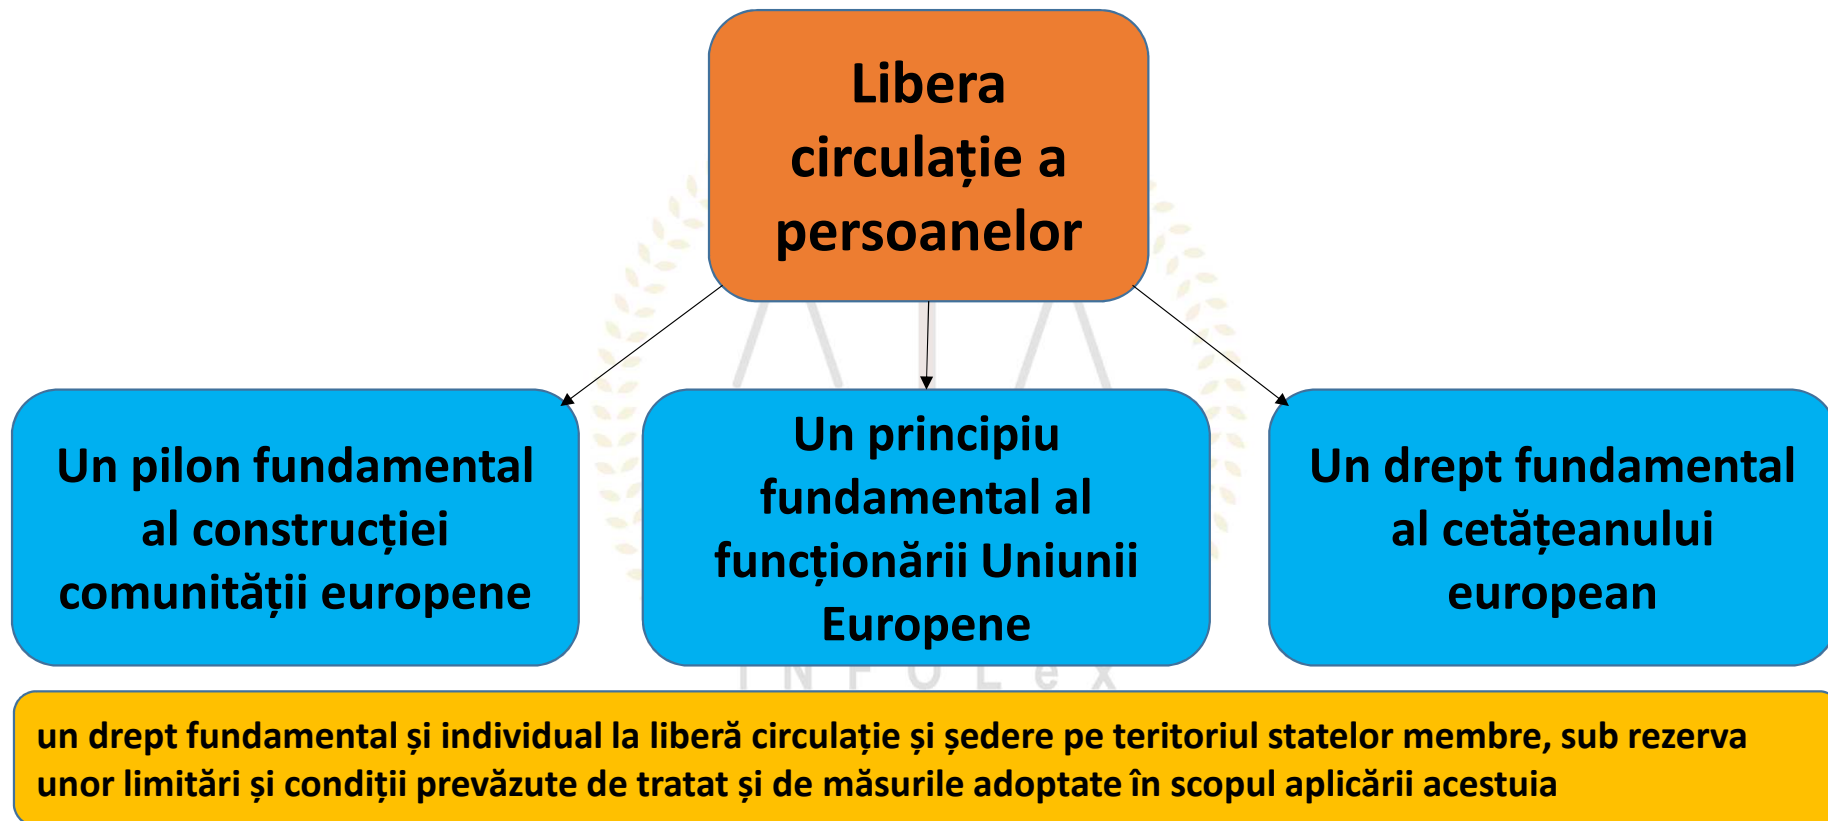 Libera
circulație a
persoanelor
Un pilon fundamental
al construcției
comunității europene
Un principiu
fundamental al
funcționării Uniunii
Europene
Un drept fundamental
al cetățeanului
european
INFOLex
un drept fundamental și individual la liberă circulație și ședere pe teritoriul statelor membre, sub rezerva
unor limitări și condiții prevăzute de tratat și de măsurile adoptate în scopul aplicării acestuia